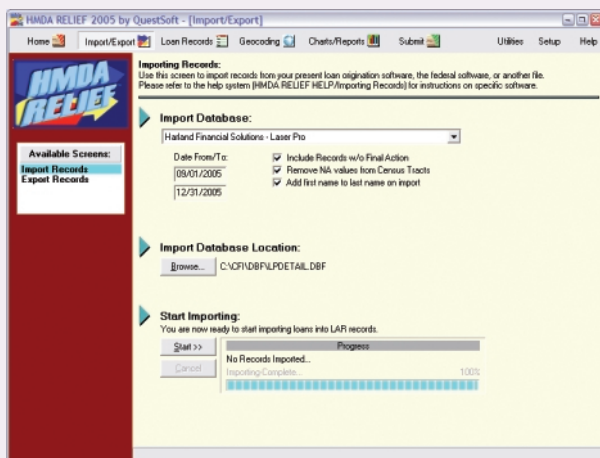 HMDA RELIEF 2005 by QuestSoft - [Import/Export]
Home Import/Export Loan Records Geocoding Charts/Reports Submit Utilities Setup Help
HMDA
RELIEF
Available Screens:
Import Records
Export Records
Importing Records:
Use this screen to import records from your present loan origination software, the federal software, or another file.
Please refer to the help system (HMDA RELIEF HELP/Importing Records) for instructions on specific software.
Import Database:
Harland Financial Solutions - Laser Pro
Date From/To:
09/01/2005
12/31/2005
Include Records w/o Final Action
Remove NA values from Census Tracts
Add first name to last name on import
Import Database Location:
Browse... C:\CFI\DBF\LPDETAIL.DBF
Start Importing:
You are now ready to start importing loans into LAR records.
Start >>
Cancel
Progress
No Records Imported...
Importing Complete... 100%